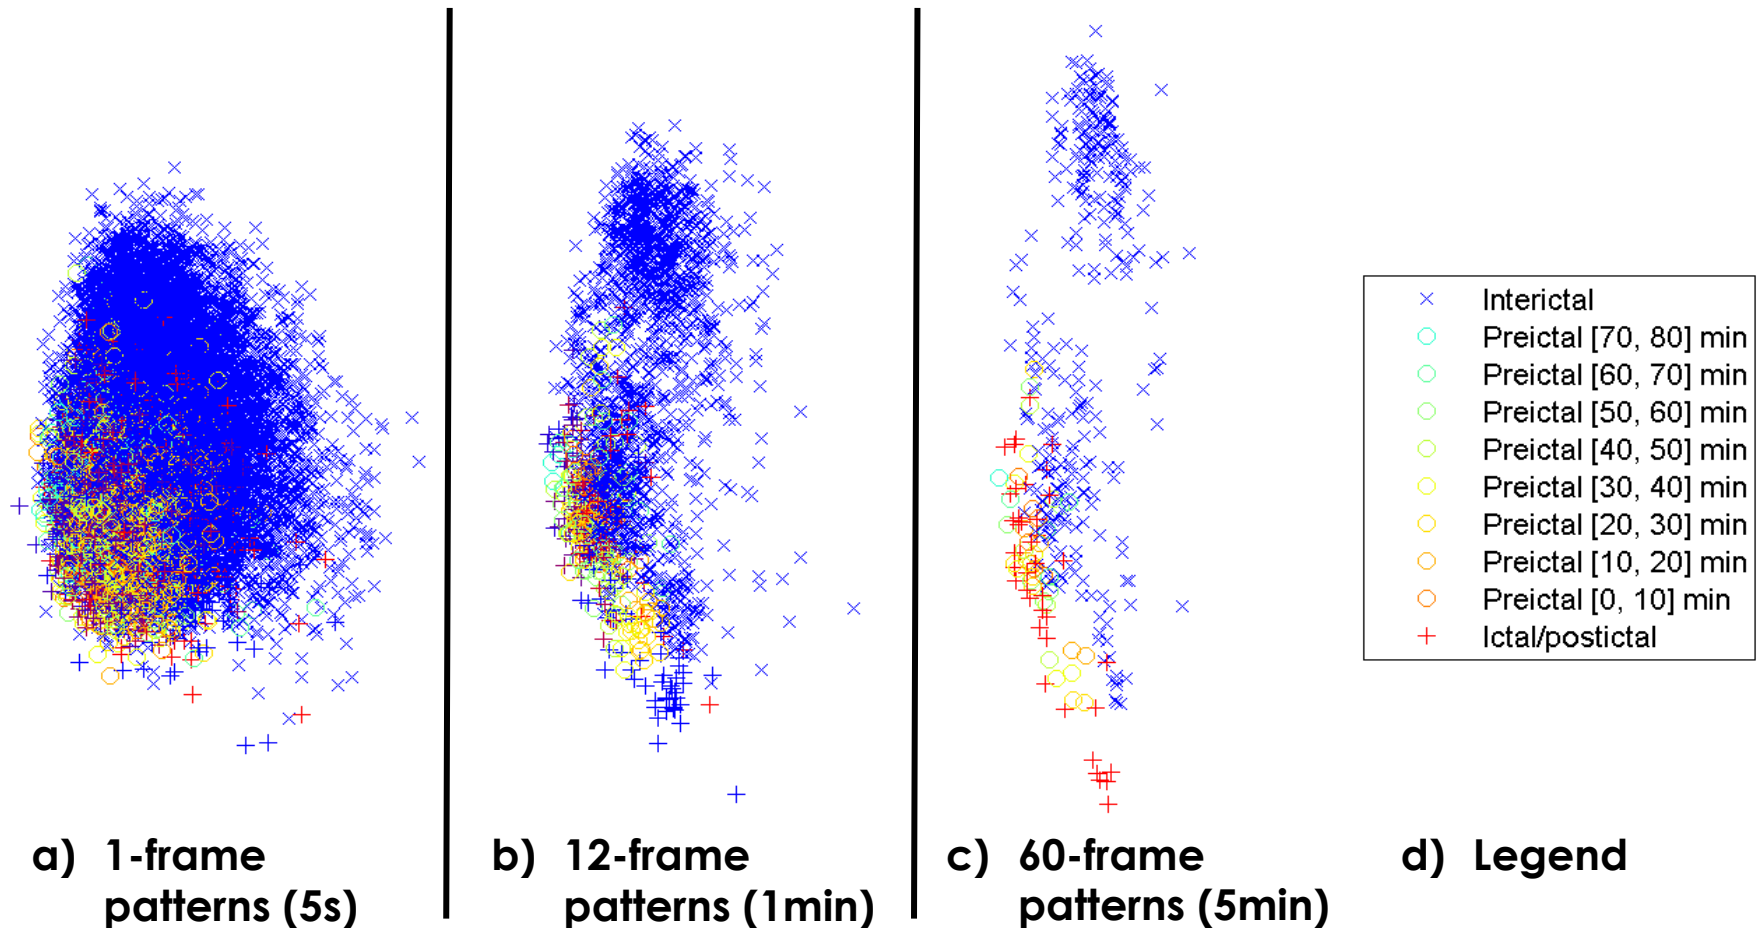 Interictal
Preictal [70, 80] min
Preictal [60, 70] min
Preictal [50, 60] min
Preictal [40, 50] min
Preictal [30, 40] min
Preictal [20, 30] min
Preictal [10, 20] min
Preictal [0, 10] min
Ictal/postictal
a) 1-frame
patterns (5s)
b) 12-frame
patterns (1min)
c) 60-frame
patterns (5min)
d) Legend